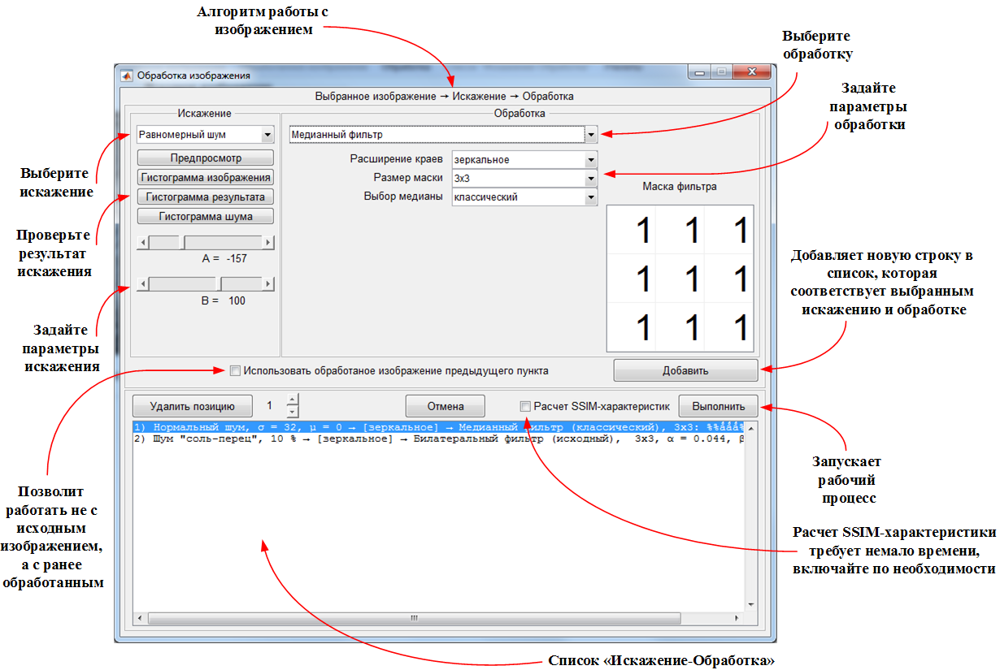 Алгоритм работы с
изображением
Выберите
обработку
Обработка изображения
Задайте
параметры
обработки
Выбранное изображение → Искажение → Обработка
Искажение
Обработка
Равномерный шум
Медианный фильтр
Предпросмотр
Гистограмма изображения
Гистограмма результата
Гистограмма шума
Расширение краев
зеркальное
Размер маски
3x3
Выбор медианы
классический
Маска фильтра
1 1 1
1 1 1
1 1 1
A = -157
B = 100
Выберите
искажение
Проверьте
результат
искажения
Задайте
параметры
искажения
Добавляет новую строку в
список, которая
соответствует выбранным
искажению и обработке
Использовать обработаное изображение предыдущего пункта
Добавить
Удалить позицию
1
Отмена
Расчет SSIM-характеристик
Выполнить
1) Нормальный шум, σ = 32, μ = 0 → [зеркальное] → Медианный фильтр (классический), 3x3:
2) Шум "соль-перец", 10 % → [зеркальное] → Билатеральный фильтр (исходный), 3x3, α = 0.044, β
Запускает
рабочий
процесс
Позволит
работать не с
исходным
изображением,
а с ранее
обработанным
Расчет SSIM-характеристики
требует немало времени,
включайте по необходимости
Список «Искажение-Обработка»